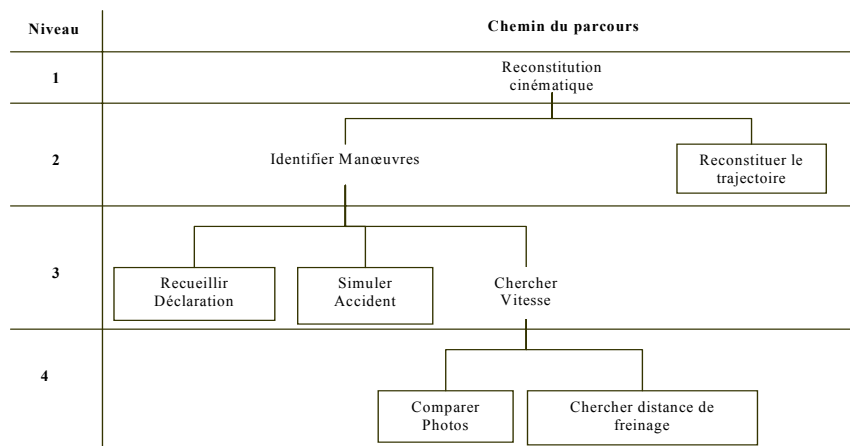 Niveau
Chemin du parcours
1
Reconstitution
cinématique
2
Identifier Manœuvres
Reconstituer le
trajectoire
3
Recueillir
Déclaration
Simuler
Accident
Chercher
Vitesse
4
Comparer
Photos
Chercher distance de
freinage